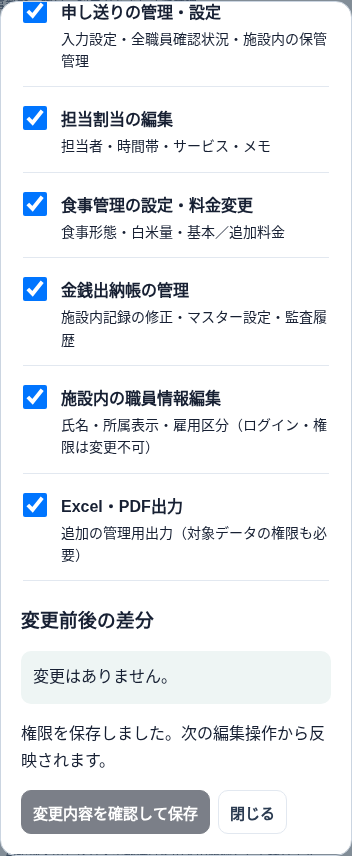 申し送りの管理・設定
入力設定・全職員確認状況・施設内の保管
管理
担当割当の編集
担当者・時間帯・サービス・メモ
食事管理の設定・料金変更
食事形態・白米量・基本／追加料金
金銭出納帳の管理
施設内記録の修正・マスター設定・監査履
歴
施設内の職員情報編集
氏名・所属表示・雇用区分（ログイン・権
限は変更不可）
Excel・PDF出力
追加の管理用出力（対象データの権限も必
要）
変更前後の差分
変更はありません。
権限を保存しました。次の編集操作から反
映されます。
変更内容を確認して保存 閉じる